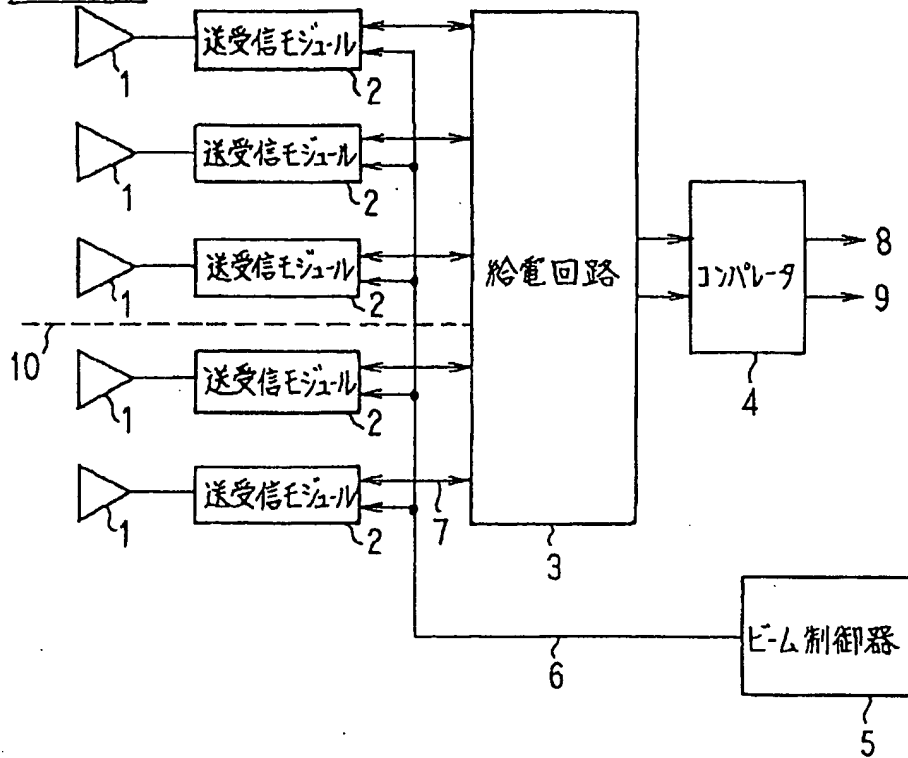 送受信モジュール
1
2
送受信モジュール
1
2
送受信モジュール
1
2
給電回路
コンパレータ
8
9
10
送受信モジュール
1
2
4
送受信モジュール
1
2
7
3
ビーム制御器
6
5